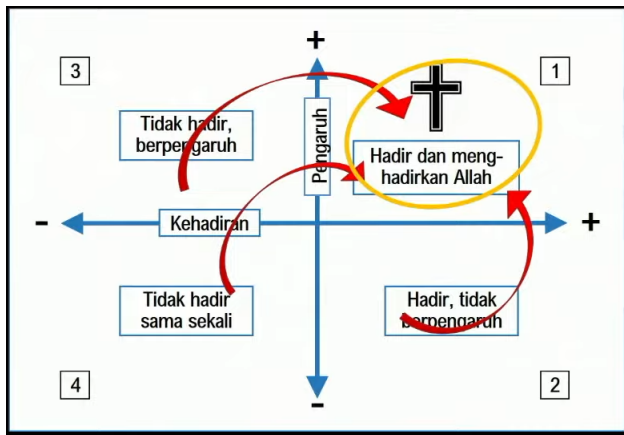 +
3
1
Tidak hadir,
berpengaruh
Pengaruh
Hadir dan meng-
hadirkan Allah
-
Kehadiran
+
Tidak hadir
sama sekali
Hadir, tidak
berpengaruh
4
-
2